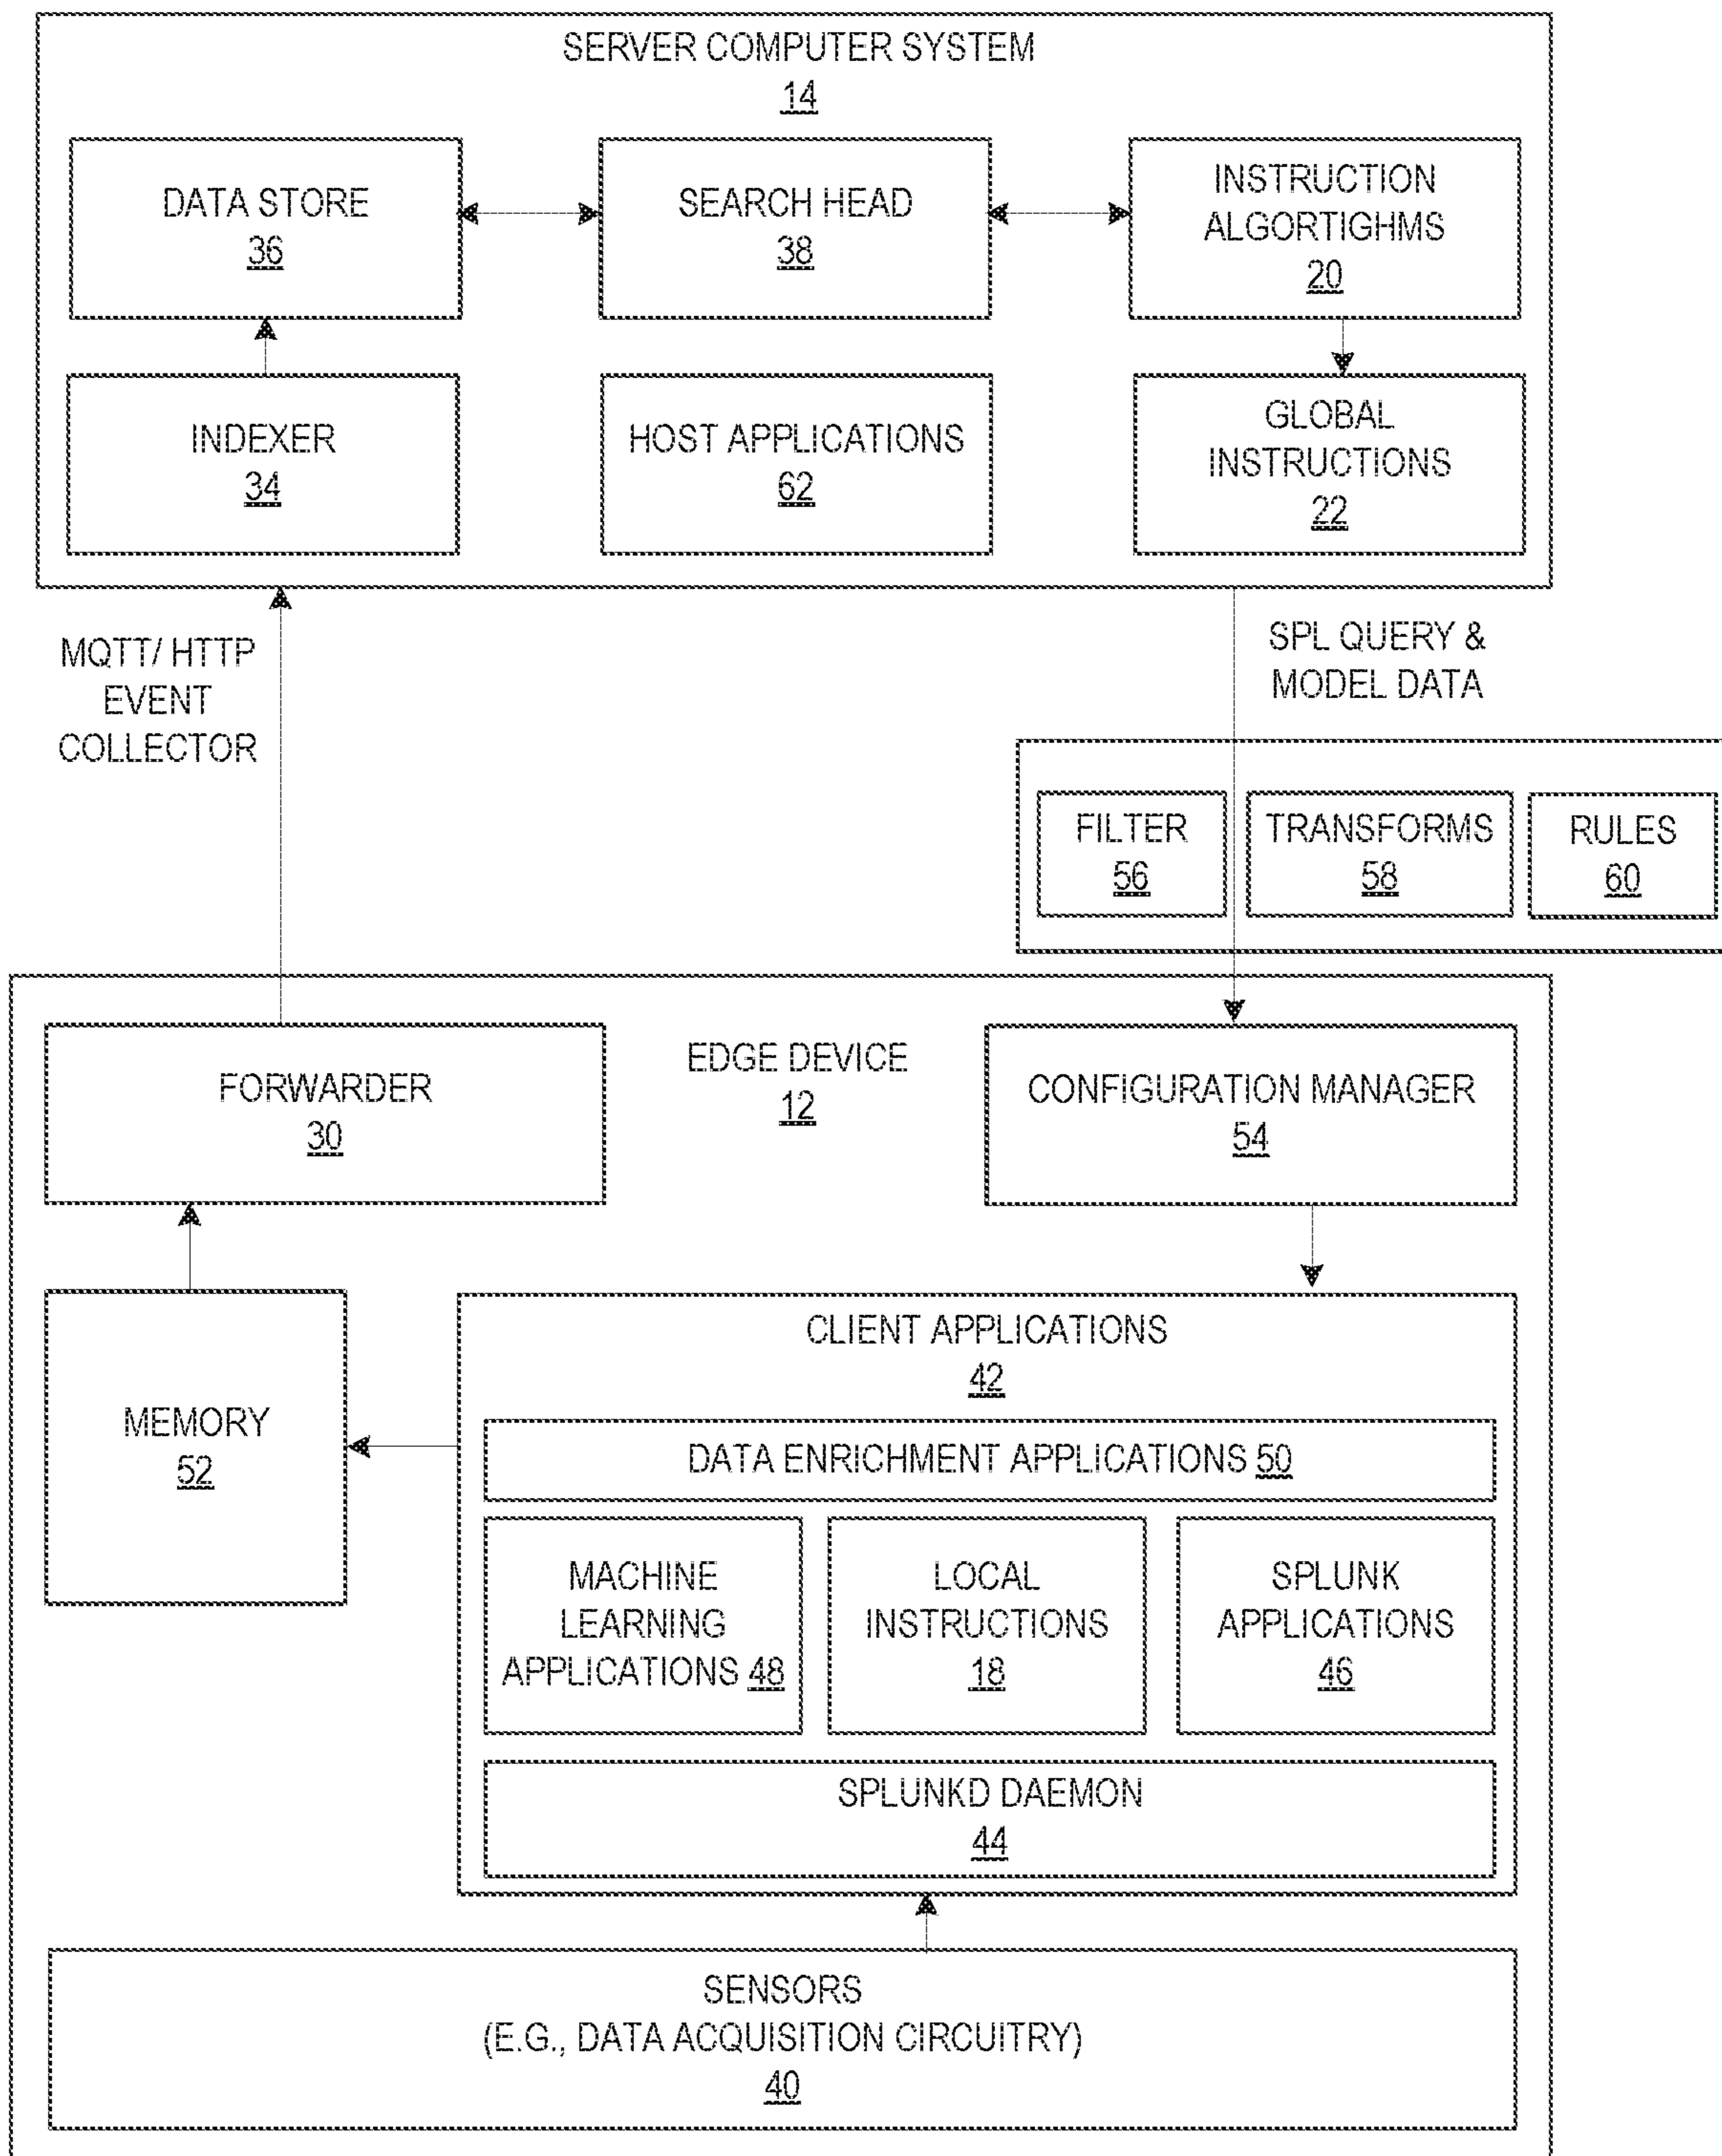 SERVER COMPUTER SYSTEM
14
DATA STORE
36
SEARCH HEAD
38
INSTRUCTION
ALGORTIGHMS
20
INDEXER
34
HOST APPLICATIONS
62
GLOBAL
INSTRUCTIONS
22
MQTT/ HTTP
EVENT
COLLECTOR
SPL QUERY &
MODEL DATA
FILTER
56
TRANSFORMS
58
RULES
60
FORWARDER
30
EDGE DEVICE
12
CONFIGURATION MANAGER
54
MEMORY
52
CLIENT APPLICATIONS
42
DATA ENRICHMENT APPLICATIONS 50
MACHINE
LEARNING
APPLICATIONS 48
LOCAL
INSTRUCTIONS
18
SPLUNK
APPLICATIONS
46
SPLUNKD DAEMON
44
SENSORS
(E.G., DATA ACQUISITION CIRCUITRY)
40